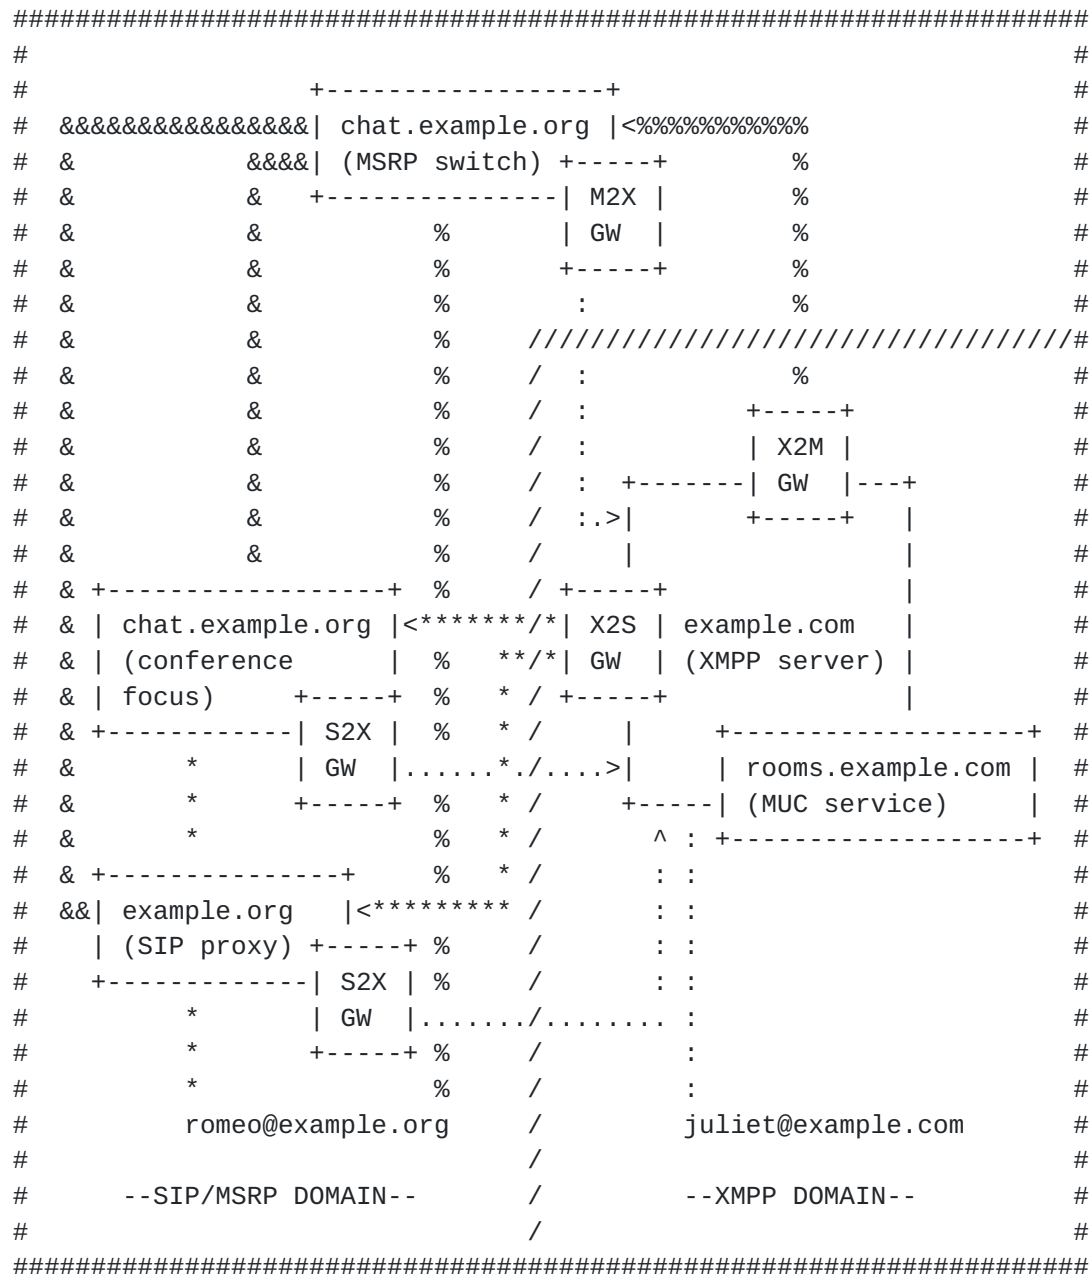 ######################################################################
#                                                                    #
#                  +------------------+                              #
#  &&&&&&&&&&&&&&&&| chat.example.org |<%%%%%%%%%%%                  #
#  &           &&&&| (MSRP switch) +-----+        %                  #
#  &           &   +---------------| M2X |        %                  #
#  &           &           %       | GW  |        %                  #
#  &           &           %       +-----+        %                  #
#  &           &           %        :             %                  #
#  &           &           %     ///////////////////////////////////#
#  &           &           %     /  :             %                  #
#  &           &           %     /  :          +-----+               #
#  &           &           %     /  :          | X2M |               #
#  &           &           %     /  :  +-------| GW  |---+           #
#  &           &           %     /  :.>|       +-----+   |           #
#  &           &           %     /     |                 |           #
#  & +------------------+  %     / +-----+               |           #
#  & | chat.example.org |<*******/*| X2S | example.com   |           #
#  & | (conference      |  %   **/*| GW  | (XMPP server) |           #
#  & | focus)     +-----+  %   * / +-----+               |           #
#  & +------------| S2X |  %   * /     |     +-------------------+  #
#  &       *      | GW  |......*./....>|     | rooms.example.com |  #
#  &       *      +-----+  %   * /     +-----| (MUC service)     |  #
#  &       *               %   * /       ^ : +-------------------+  #
#  & +---------------+     %   * /       : :                        #
#  &&| example.org   |<********* /       : :                        #
#    | (SIP proxy) +-----+ %     /       : :                        #
#    +-------------| S2X | %     /       : :                        #
#          *       | GW  |......./........ :                        #
#          *       +-----+ %     /         :                        #
#          *               %     /         :                        #
#          romeo@example.org     /         juliet@example.com       #
#                               /                                   #
#      --SIP/MSRP DOMAIN--       /         --XMPP DOMAIN--          #
#                               /                                   #
######################################################################